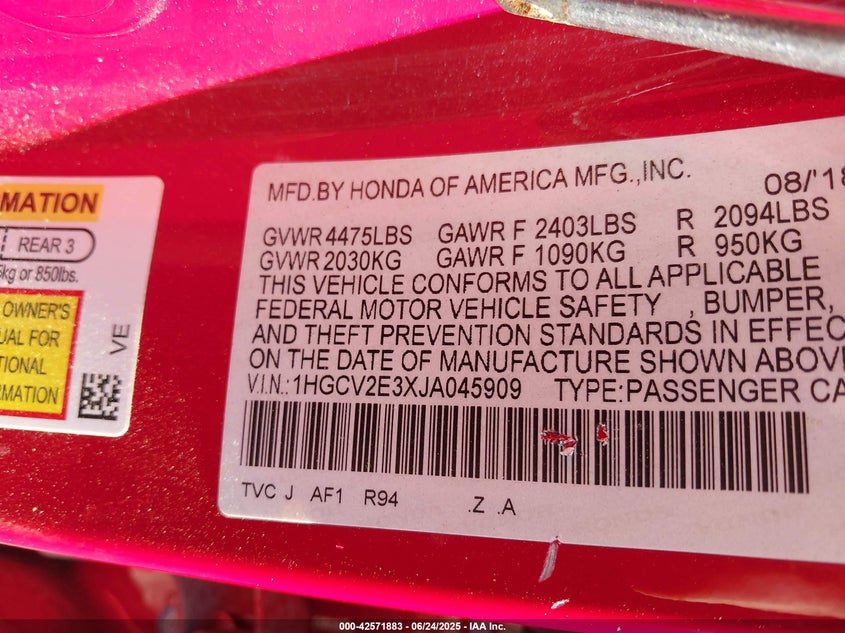 MATION
REAR 3
kg or 850lbs.
OWNER'S
UAL FOR
TIONAL
RMATION
VE
MFD.BY HONDA OF AMERICA MFG.,INC. 08/'18
GVWR 4475LBS GAWR F 2403LBS R 2094LBS
GVWR 2030KG GAWR F 1090KG R 950KG
THIS VEHICLE CONFORMS TO ALL APPLICABLE
FEDERAL MOTOR VEHICLE SAFETY , BUMPER,
AND THEFT PREVENTION STANDARDS IN EFFEC
ON THE DATE OF MANUFACTURE SHOWN ABOV
V.I.N.:1HGCV2E3XJA045909 TYPE:PASSENGER CA
TVC J AF1 R94 .Z .A
000-42571883 | 06/24/2025 - IAA Inc.